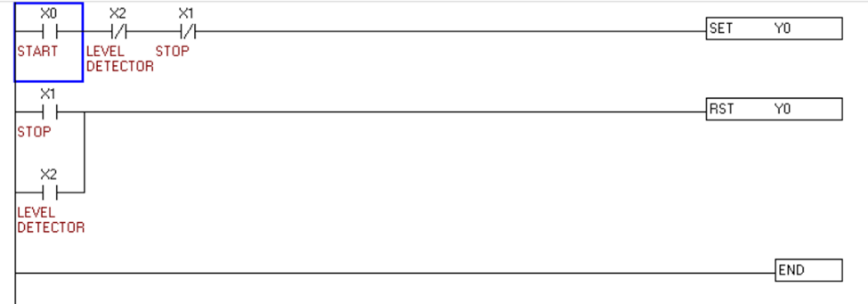 X0 X2 X1
SET Y0
START LEVEL STOP
DETECTOR
X1
RST Y0
STOP
X2
LEVEL
DETECTOR
END